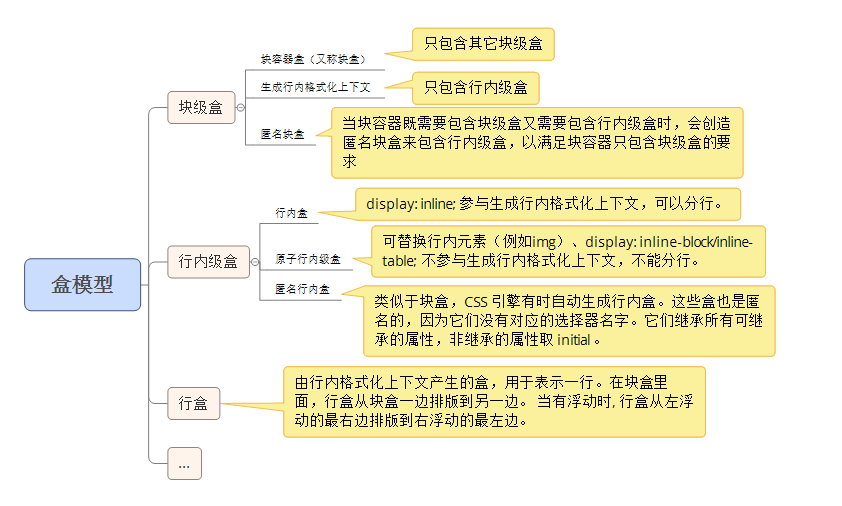 盒模型
块级盒
块容器盒（又称块盒）
只包含其它块级盒
生成行内格式化上下文
只包含行内级盒
匿名块盒
当块容器既需要包含块级盒又需要包含行内级盒时，会创造
匿名块盒来包含行内级盒，以满足块容器只包含块级盒的要
求
行内级盒
行内盒
display: inline; 参与生成行内格式化上下文，可以分行。
原子行内级盒
可替换行内元素（例如img）、display: inline-block/inline-
table; 不参与生成行内格式化上下文，不能分行。
匿名行内盒
类似于块盒，CSS 引擎有时自动生成行内盒。这些盒也是匿
名的，因为它们没有对应的选择器名字。它们继承所有可继
承的属性，非继承的属性取 initial。
行盒
由行内格式化上下文产生的盒，用于表示一行。在块盒里
面，行盒从块盒一边排版到另一边。 当有浮动时, 行盒从左浮
动的最右边排版到右浮动的最左边。
...